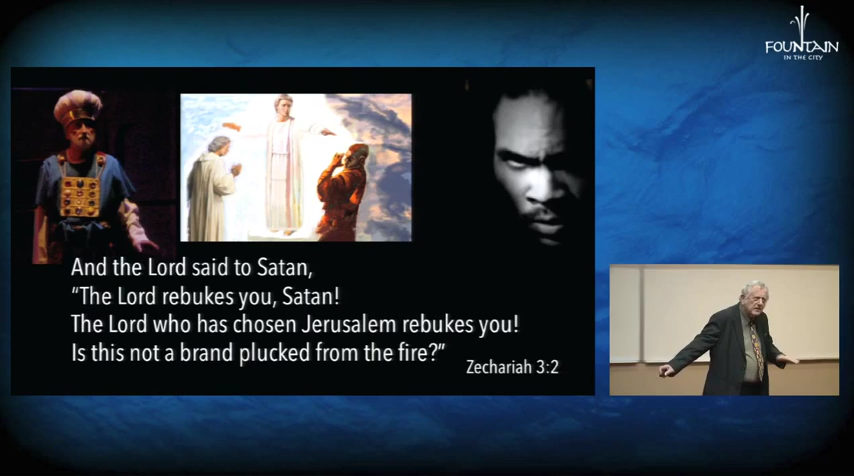 FOUNTAIN
IN THE CITY
And the Lord said to Satan,
“The Lord rebukes you, Satan!
The Lord who has chosen Jerusalem rebukes you!
Is this not a brand plucked from the fire?”
Zechariah 3:2